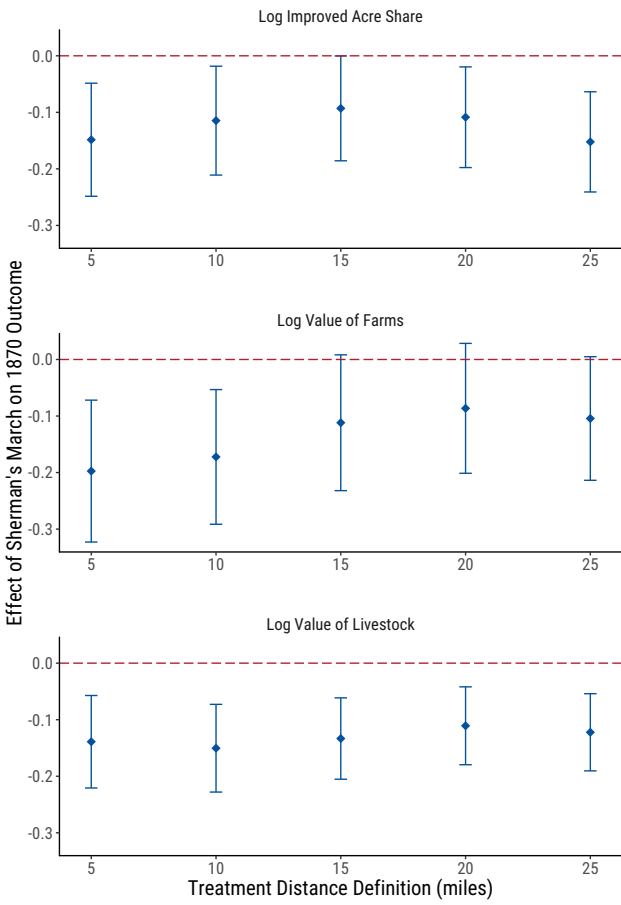 Log Improved Acre Share
0.0
-0.1
-0.2
-0.3
5 10 15 20 25
Log Value of Farms
0.0
-0.1
-0.2
-0.3
5 10 15 20 25
Log Value of Livestock
0.0
-0.1
-0.2
-0.3
5 10 15 20 25
Effect of Sherman's March on 1870 Outcome
Treatment Distance Definition (miles)